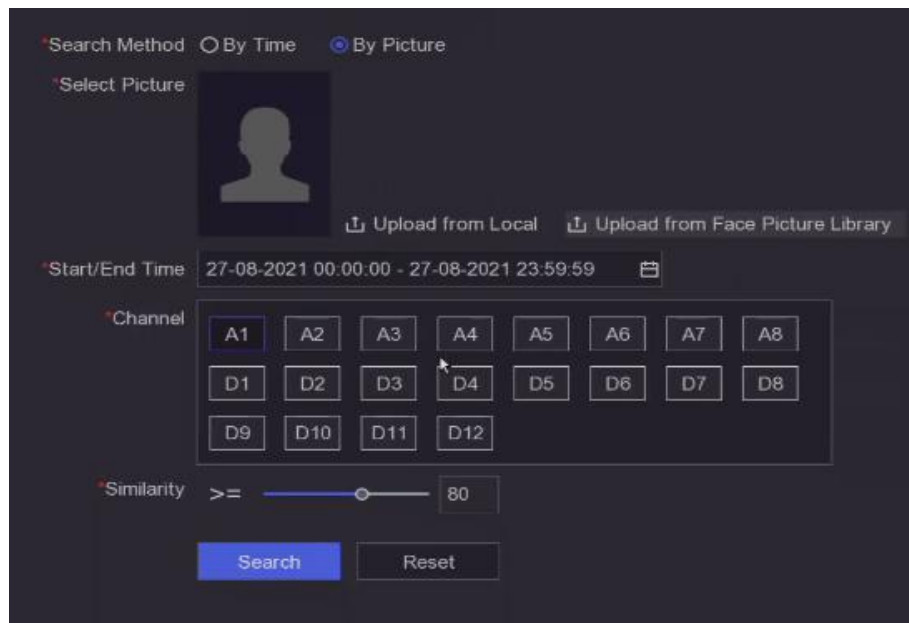 *Search Method By Time By Picture
*Select Picture
Upload from Local Upload from Face Picture Library
*Start/End Time 27-08-2021 00:00:00 - 27-08-2021 23:59:59
*Channel
A1 A2 A3 A4 A5 A6 A7 A8
D1 D2 D3 D4 D5 D6 D7 D8
D9 D10 D11 D12
*Similarity >= 80
Search Reset